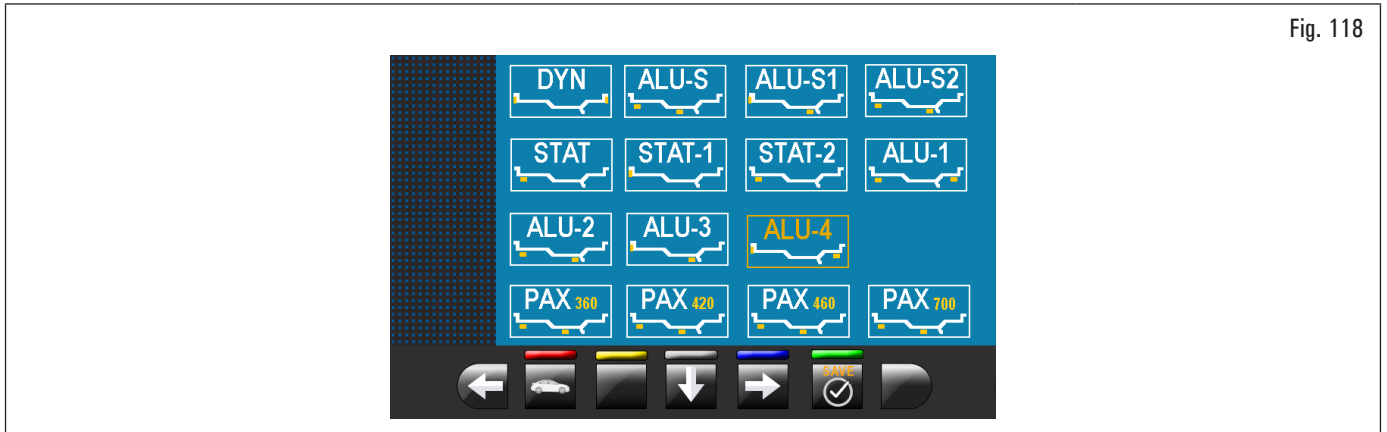 Fig. 118
DYN ALU-S ALU-S1 ALU-S2
STAT STAT-1 STAT-2 ALU-1
ALU-2 ALU-3 ALU-4
PAX 360 PAX 420 PAX 460 PAX 700
SAVE